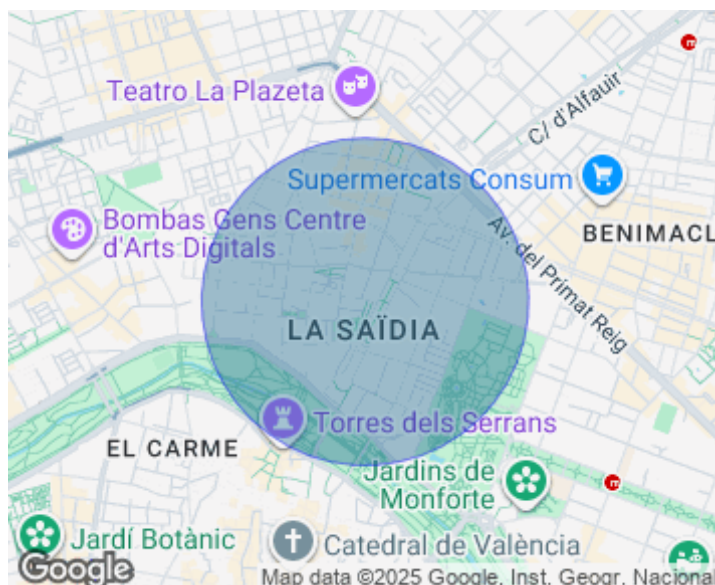 Teatro La Plazeta
C/ d'Alfauir
Supermercats Consum
Bombas Gens Centre
d'Arts Digitals
BENIMACL
Av. del Primat Reig
LA SAÏDIA
Torres dels Serrans
EL CARME
Jardins de
Monforte
Jardí Botànic
Catedral de València
Google
Map data ©2025 Google, Inst. Geogr. Nacional